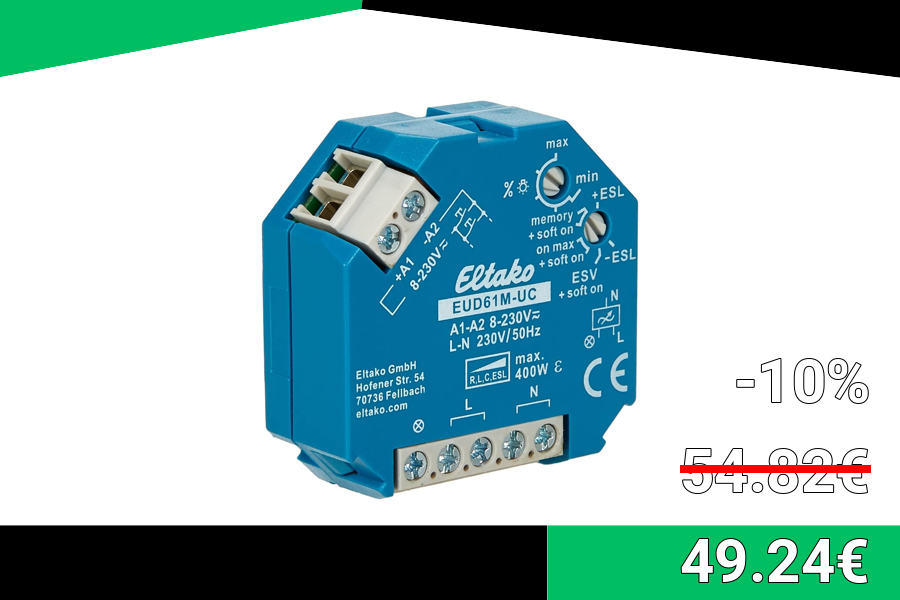 max
min
%
+ESL
memory
+ soft on
on max
+ soft on
-ESL
ESV
+ soft on
+A1
-A2
8-230V≂
Eltako
EUD61M-UC
A1-A2 8-230V≂
L-N 230V/50Hz
N
L
R,L,C,ESL
max.
400W ε
CE
Eltako GmbH
Hofener Str. 54
70736 Fellbach
eltako.com
L
N
-10%
54.82€
49.24€